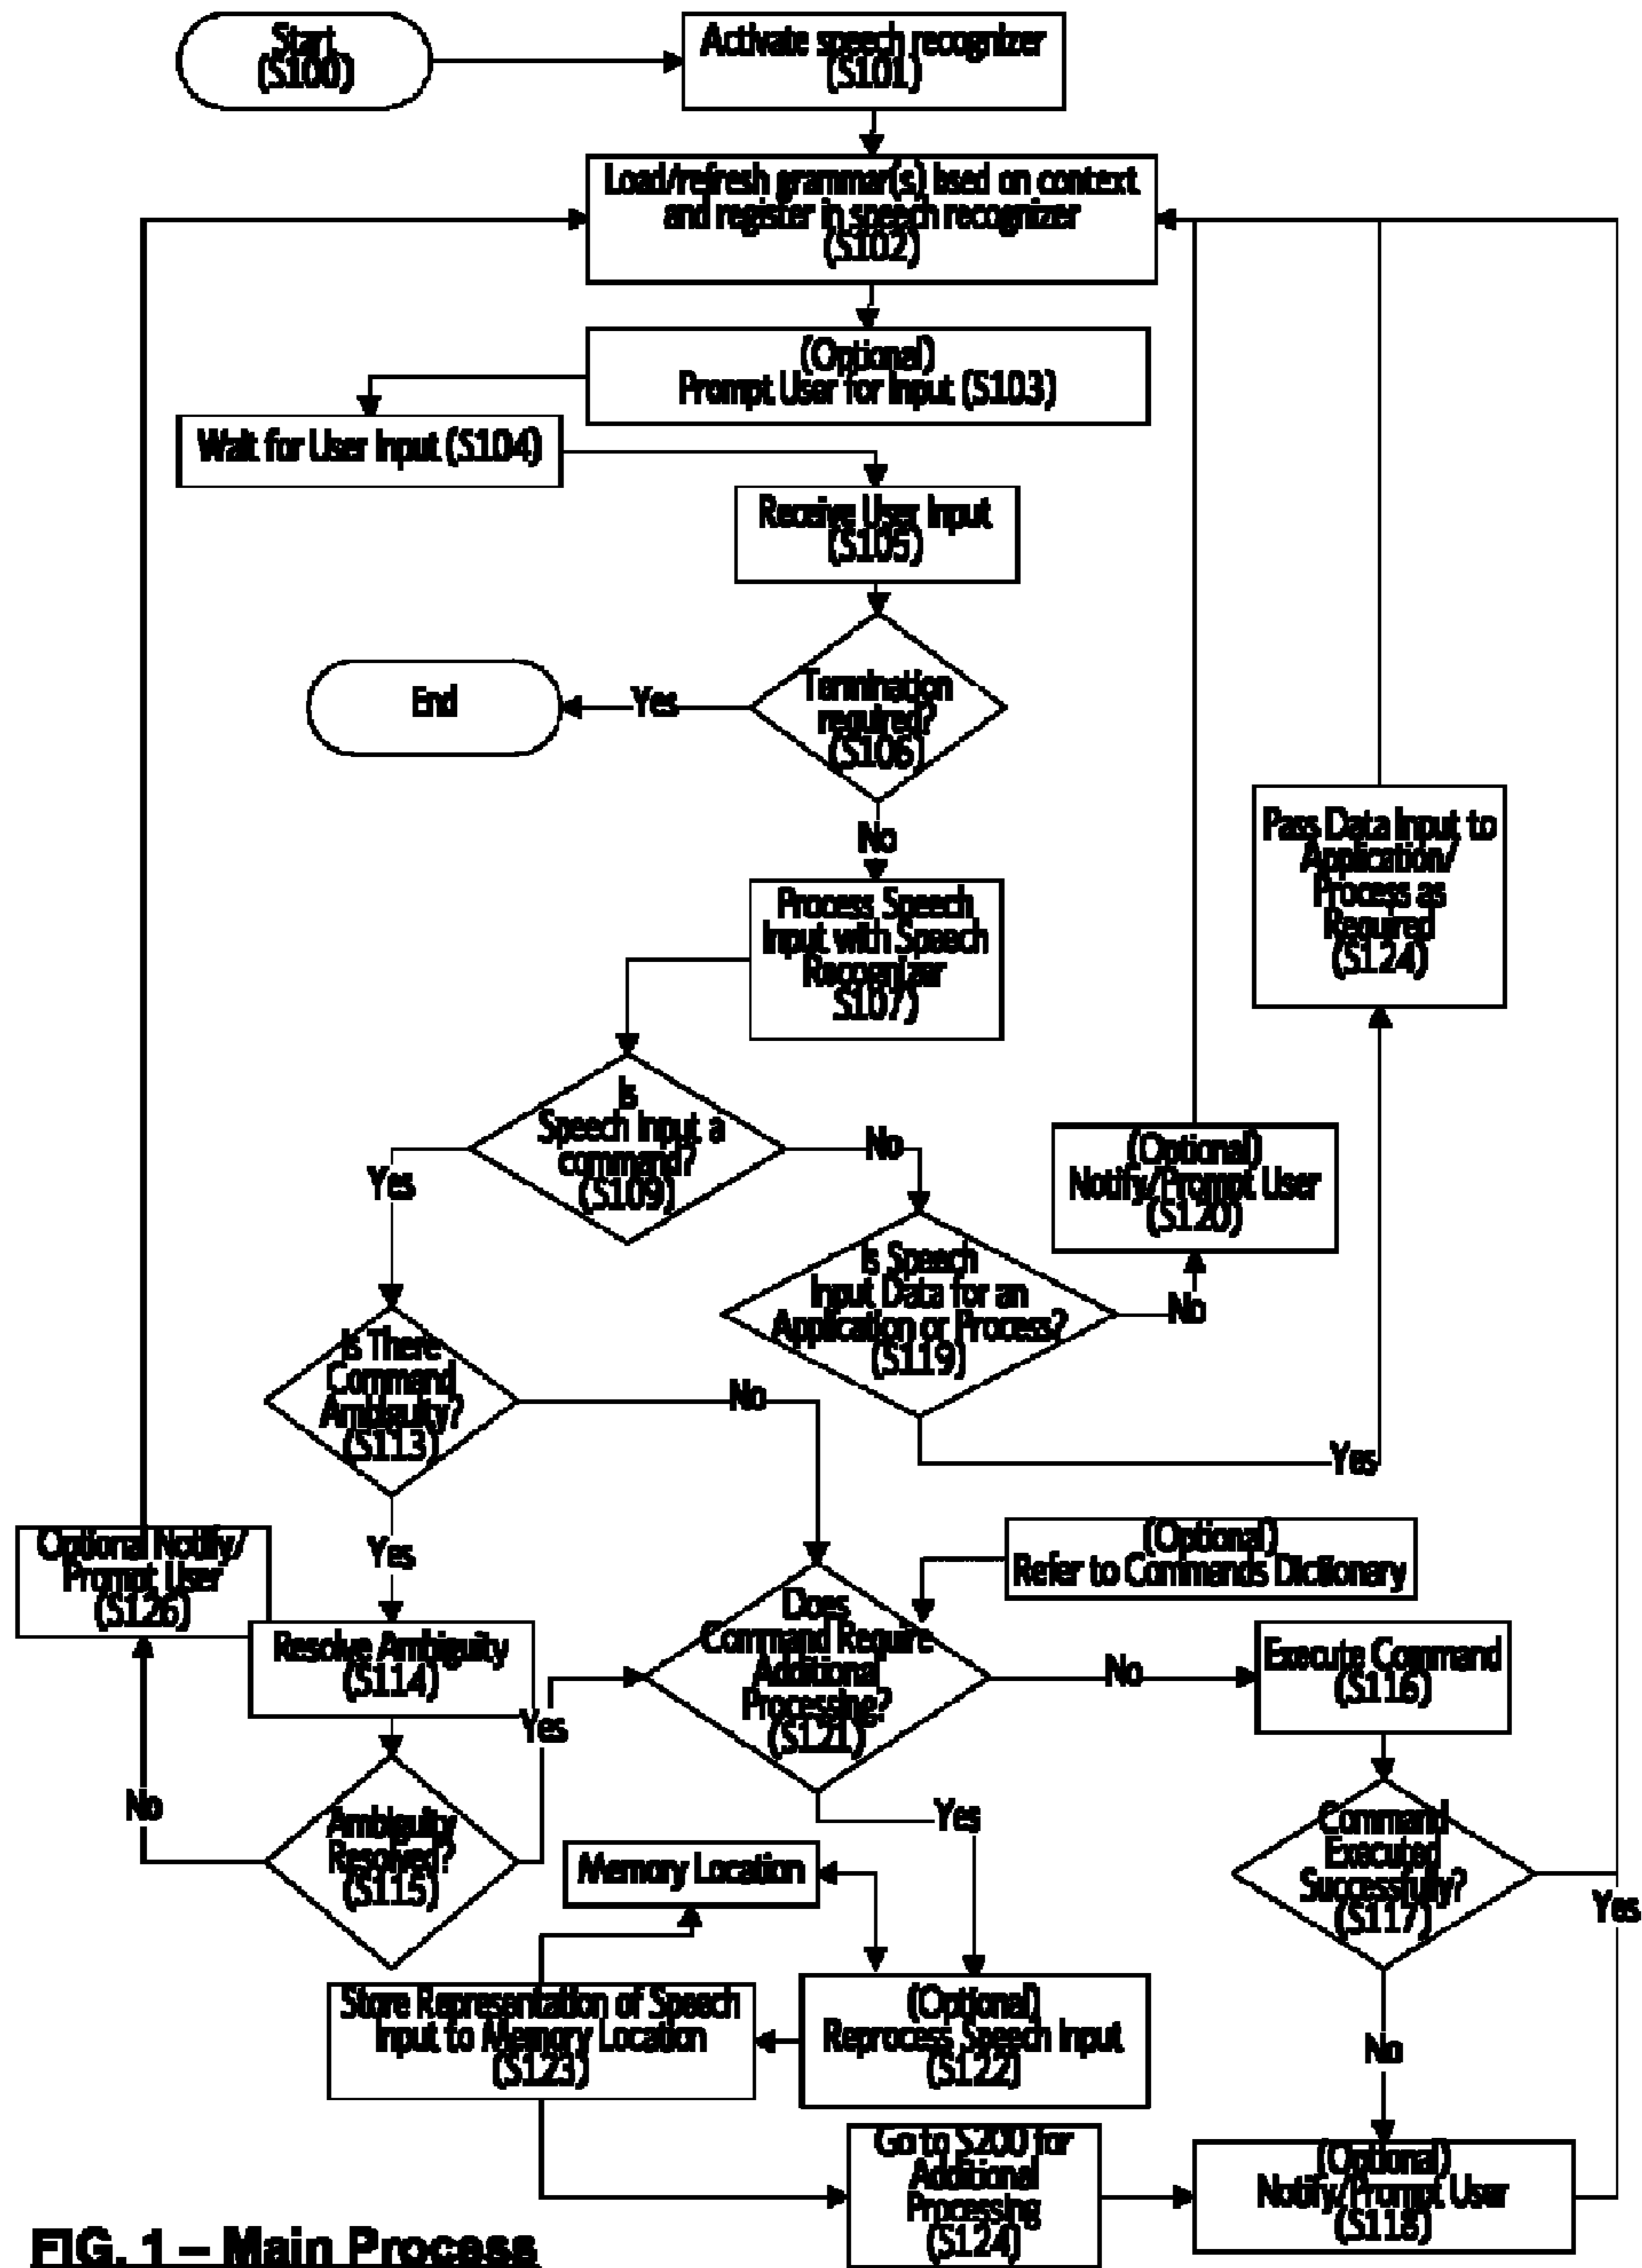 Start
(S100)
Activate speech recognizer
(S101)
Load/refresh grammar(s) bsed on context
and register in speech recognizer
(S102)
(Optional)
Prompt User for Input (S103)
Wait for User Input (S104)
Receive User Input
(S105)
Termination
required?
(S106)
Yes
End
No
Process Speech
Input with Speech
Recognizer
S107)
Pass Data Input to
Application/
Process as
Required
(S124)
Is
Speech Input a
command?
(S109)
Yes
No
(Optional)
Notify/Prompt User
(S120)
Is Speech
Input Data for an
Application or Process?
(S119)
No
Yes
Is There
Command
Ambiguity?
(S113)
No
Yes
Optional Notify/
Prompt User
(S126)
Resolve Ambiguity
(S114)
(Optional)
Refer to Commands Dictionary
Does
Command Require
Additional
Processing?
(S121)
No
Execute Command
(S116)
Yes
Yes
No
Ambiguity
Resolved?
(S115)
Memory Location
Command
Executed
Successfully?
(S117)
Yes
No
Store Representation of Speech
Input to Memory Location
(S123)
(Optional)
Reprocess Speech Input
(S122)
Go to S200 for
Additional
Processing
(S124)
(Optional)
Notify/Prompt User
(S118)
FIG. 1 – Main Process